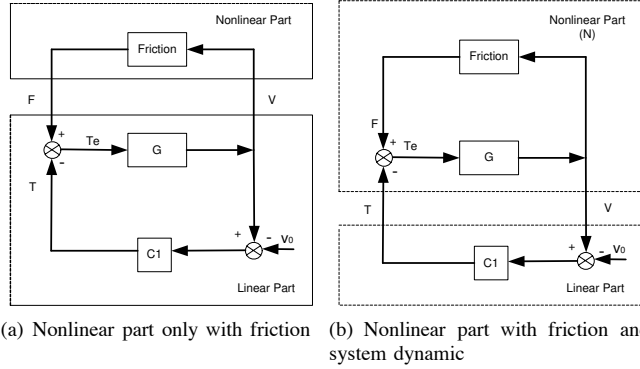 Nonlinear Part
Friction
F
V
+
Te
G
-
T
+
-
V0
C1
Linear Part
(a) Nonlinear part only with friction
Nonlinear Part
(N)
Friction
F
+
Te
G
-
T
V
+
-
V0
C1
Linear Part
(b) Nonlinear part with friction an
system dynamic